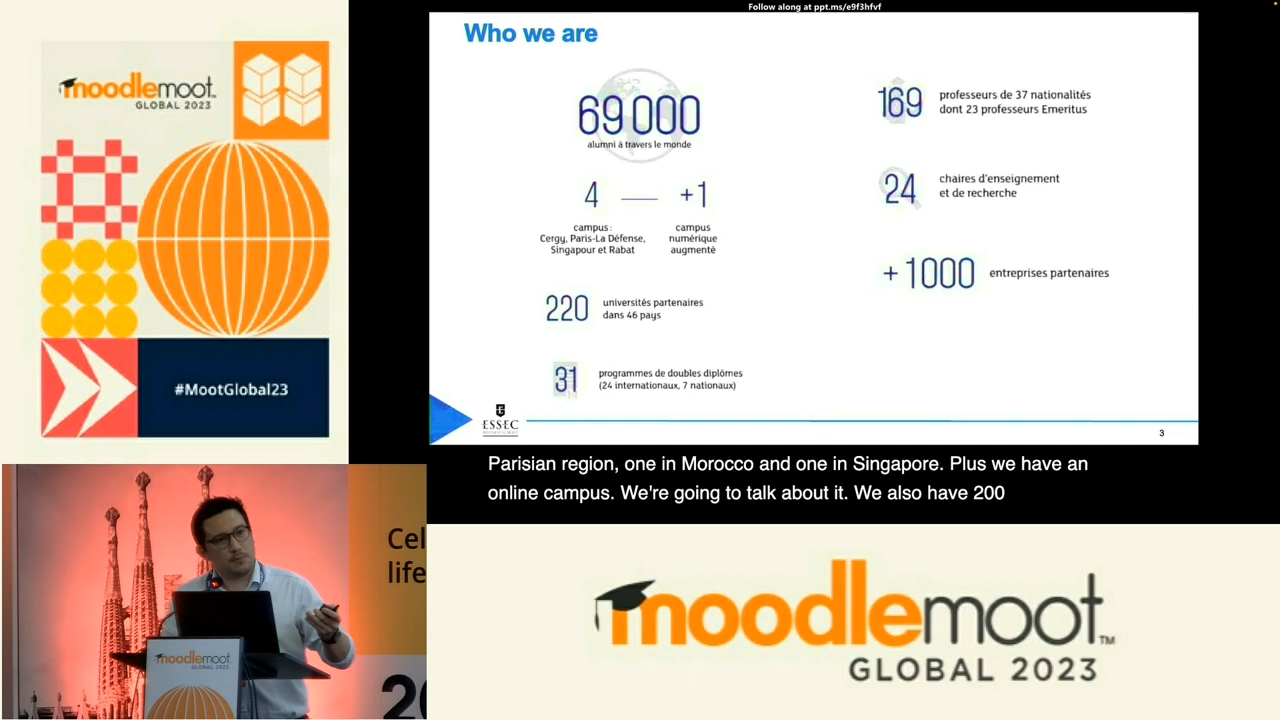 Follow along at ppt.ms/e9f3hfvf
moodlemoot
GLOBAL 2023
#MootGlobal23
Who we are
69000
alumni à travers le monde
4
campus :
Cergy, Paris-La Défense,
Singapour et Rabat
+1
campus
numérique
augmenté
220
universités partenaires
dans 46 pays
31
programmes de doubles diplômes
(24 internationaux, 7 nationaux)
169
professeurs de 37 nationalités
dont 23 professeurs Emeritus
24
chaires d'enseignement
et de recherche
+1000
entreprises partenaires
ESSEC
3
Parisian region, one in Morocco and one in Singapore. Plus we have an
online campus. We're going to talk about it. We also have 200
Cel
life
moodlemoot
GLOBAL 2023
moodlemoot™
GLOBAL 2023